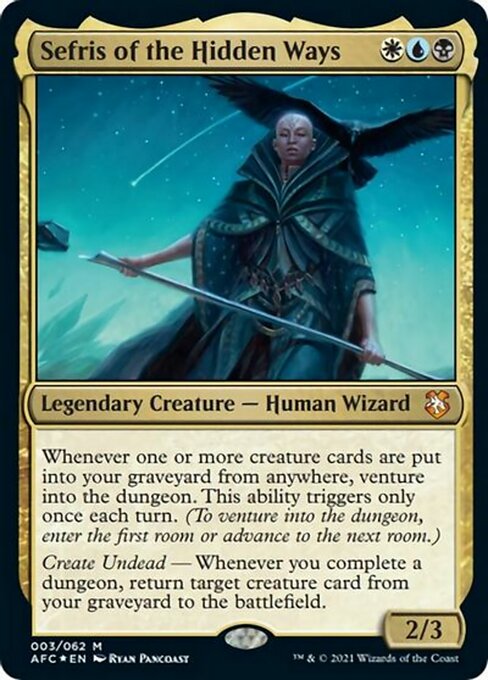 Sefris of the Hidden Ways
Legendary Creature — Human Wizard
Whenever one or more creature cards are put
into your graveyard from anywhere, venture
into the dungeon. This ability triggers only
once each turn. (To venture into the dungeon,
enter the first room or advance to the next room.)
Create Undead — Whenever you complete a
dungeon, return target creature card from
your graveyard to the battlefield.
2/3
003/062 M
AFC★EN Ryan Pancoast
™ & © 2021 Wizards of the Coast